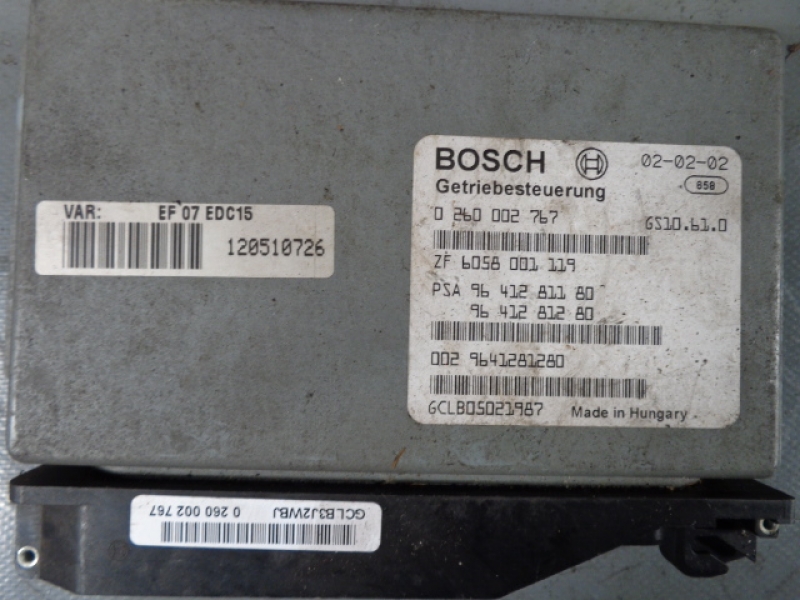 VAR: EF 07 EDC15
120510726
BOSCH 02-02-02
Getriebesteuerung 858
0 260 002 767 GS10.61.0
ZF 6058 001 119
PSA 96 412 811 80
96 412 812 80
002 9641281280
GCLB05021987 Made in Hungary
GCLB3J2WBJ 0 260 002 767